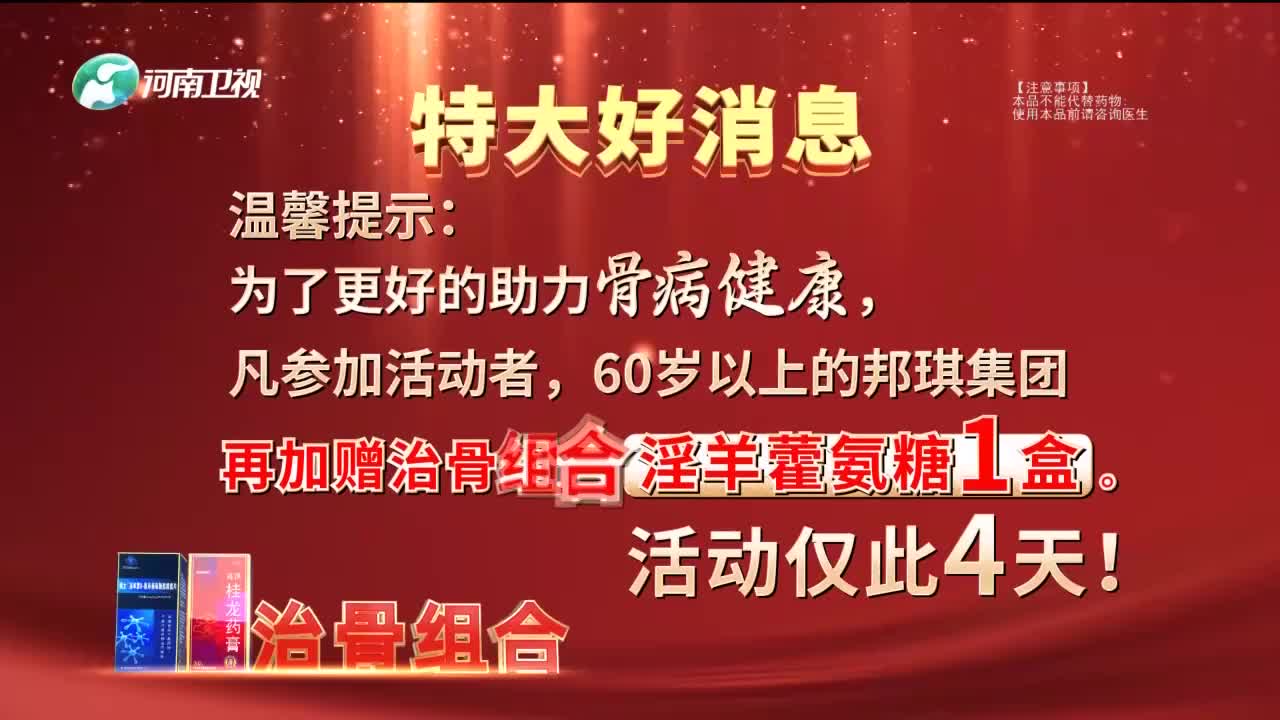 河南卫视
【注意事项】
本品不能代替药物;
使用本品前请咨询医生
特大好消息
温馨提示：
为了更好的助力骨病健康，
凡参加活动者，60岁以上的邦琪集团
再加赠治骨组合淫羊藿氨糖1盒。
活动仅此4天！
桂龙药膏
治骨组合